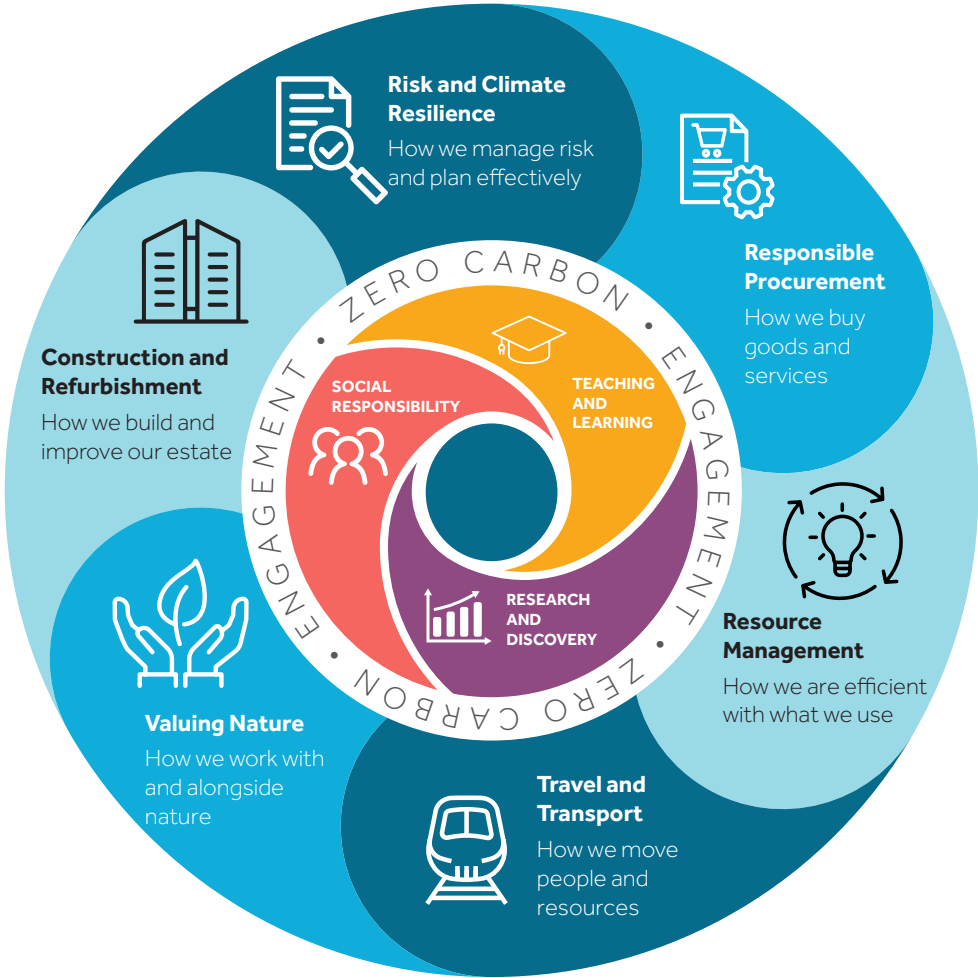 Risk and Climate
Resilience
How we manage risk
and plan effectively
Responsible
Procurement
How we buy
goods and
services
Resource
Management
How we are efficient
with what we use
Travel and
Transport
How we move
people and
resources
Valuing Nature
How we work with
and alongside
nature
Construction and
Refurbishment
How we build and
improve our estate
ZERO CARBON • ENGAGEMENT • ZERO CARBON • ENGAGEMENT •
TEACHING
AND
LEARNING
RESEARCH
AND
DISCOVERY
SOCIAL
RESPONSIBILITY